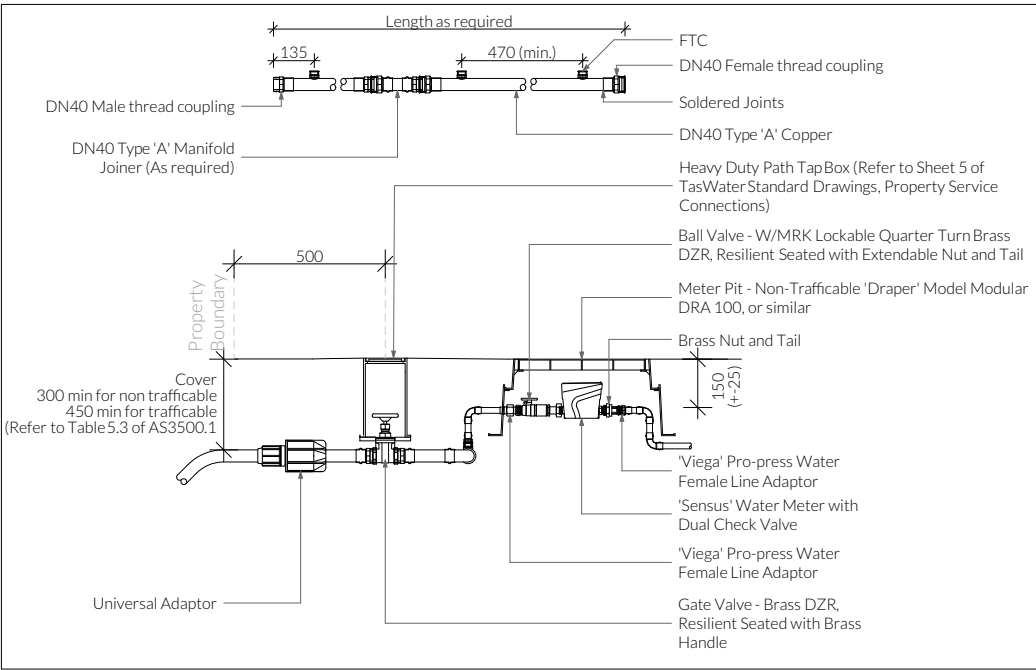 Length as required
135
470 (min.)
FTC
DN40 Female thread coupling
DN40 Male thread coupling
Soldered Joints
DN40 Type 'A' Manifold
Joiner (As required)
DN40 Type 'A' Copper
Heavy Duty Path Tap Box (Refer to Sheet 5 of
TasWater Standard Drawings, Property Service
Connections)
Ball Valve - W/MRK Lockable Quarter Turn Brass
DZR, Resilient Seated with Extendable Nut and Tail
500
Property
Boundary
Meter Pit - Non-Trafficable 'Draper' Model Modular
DRA 100, or similar
Brass Nut and Tail
150
(+-25)
Cover
300 min for non trafficable
450 min for trafficable
(Refer to Table 5.3 of AS3500.1
'Viega' Pro-press Water
Female Line Adaptor
'Sensus' Water Meter with
Dual Check Valve
'Viega' Pro-press Water
Female Line Adaptor
Universal Adaptor
Gate Valve - Brass DZR,
Resilient Seated with Brass
Handle